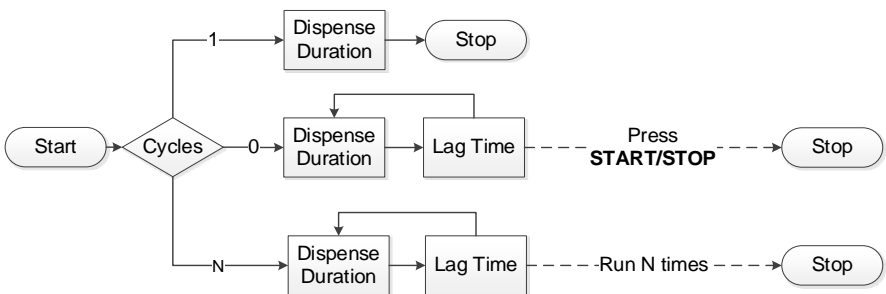 1
Dispense
Duration
Stop
Start
Cycles
0
Dispense
Duration
Lag Time
Press
START/STOP
Stop
N
Dispense
Duration
Lag Time
Run N times
Stop